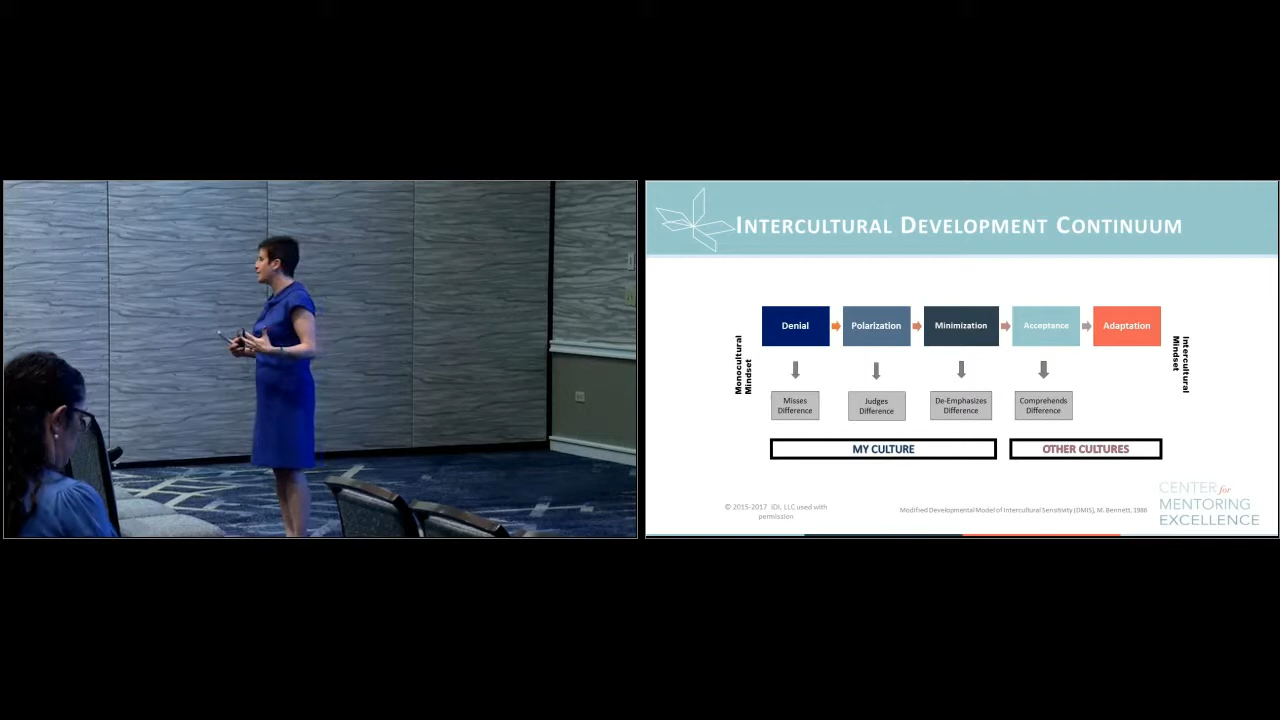 INTERCULTURAL DEVELOPMENT CONTINUUM
Monocultural
Mindset
Denial
Polarization
Minimization
Acceptance
Adaptation
Intercultural
Mindset
Misses
Difference
Judges
Difference
De-Emphasizes
Difference
Comprehends
Difference
MY CULTURE
OTHER CULTURES
© 2015-2017 IDI, LLC used with
permission
Modified Developmental Model of Intercultural Sensitivity (DMIS), M. Bennett, 1986
CENTER for
MENTORING
EXCELLENCE